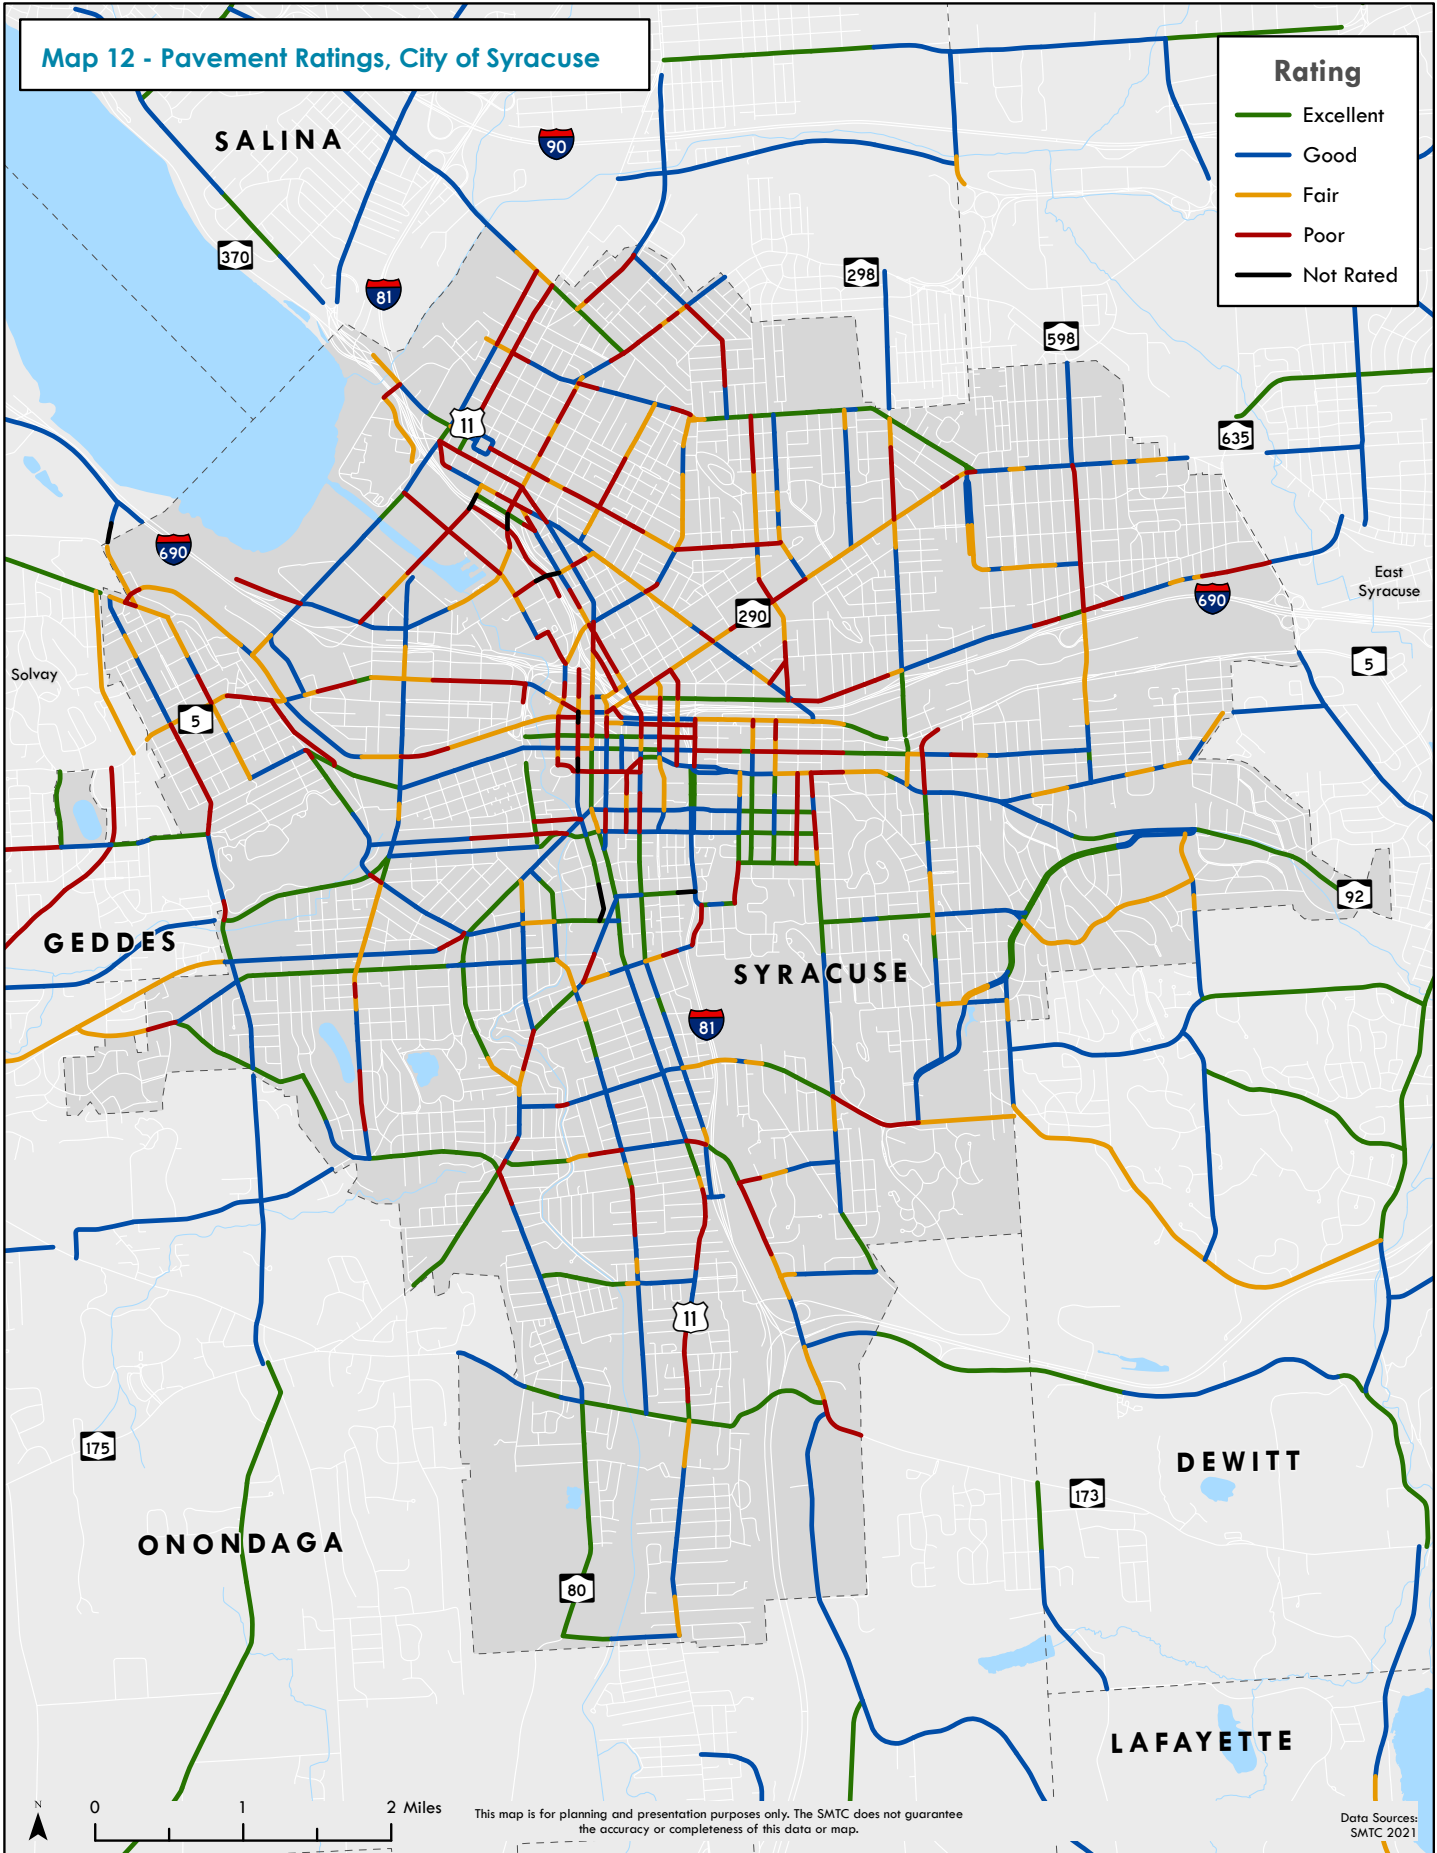 Map 12 - Pavement Ratings, City of Syracuse
Rating
Excellent
Good
Fair
Poor
Not Rated
SALINA
90
370
81
298
598
11
635
690
East
Syracuse
290
690
Solvay
5
5
92
GEDDES
SYRACUSE
81
11
175
DEWITT
173
ONONDAGA
80
LAFAYETTE
N
0 1 2 Miles
This map is for planning and presentation purposes only. The SMTC does not guarantee
the accuracy or completeness of this data or map.
Data Sources:
SMTC 2021